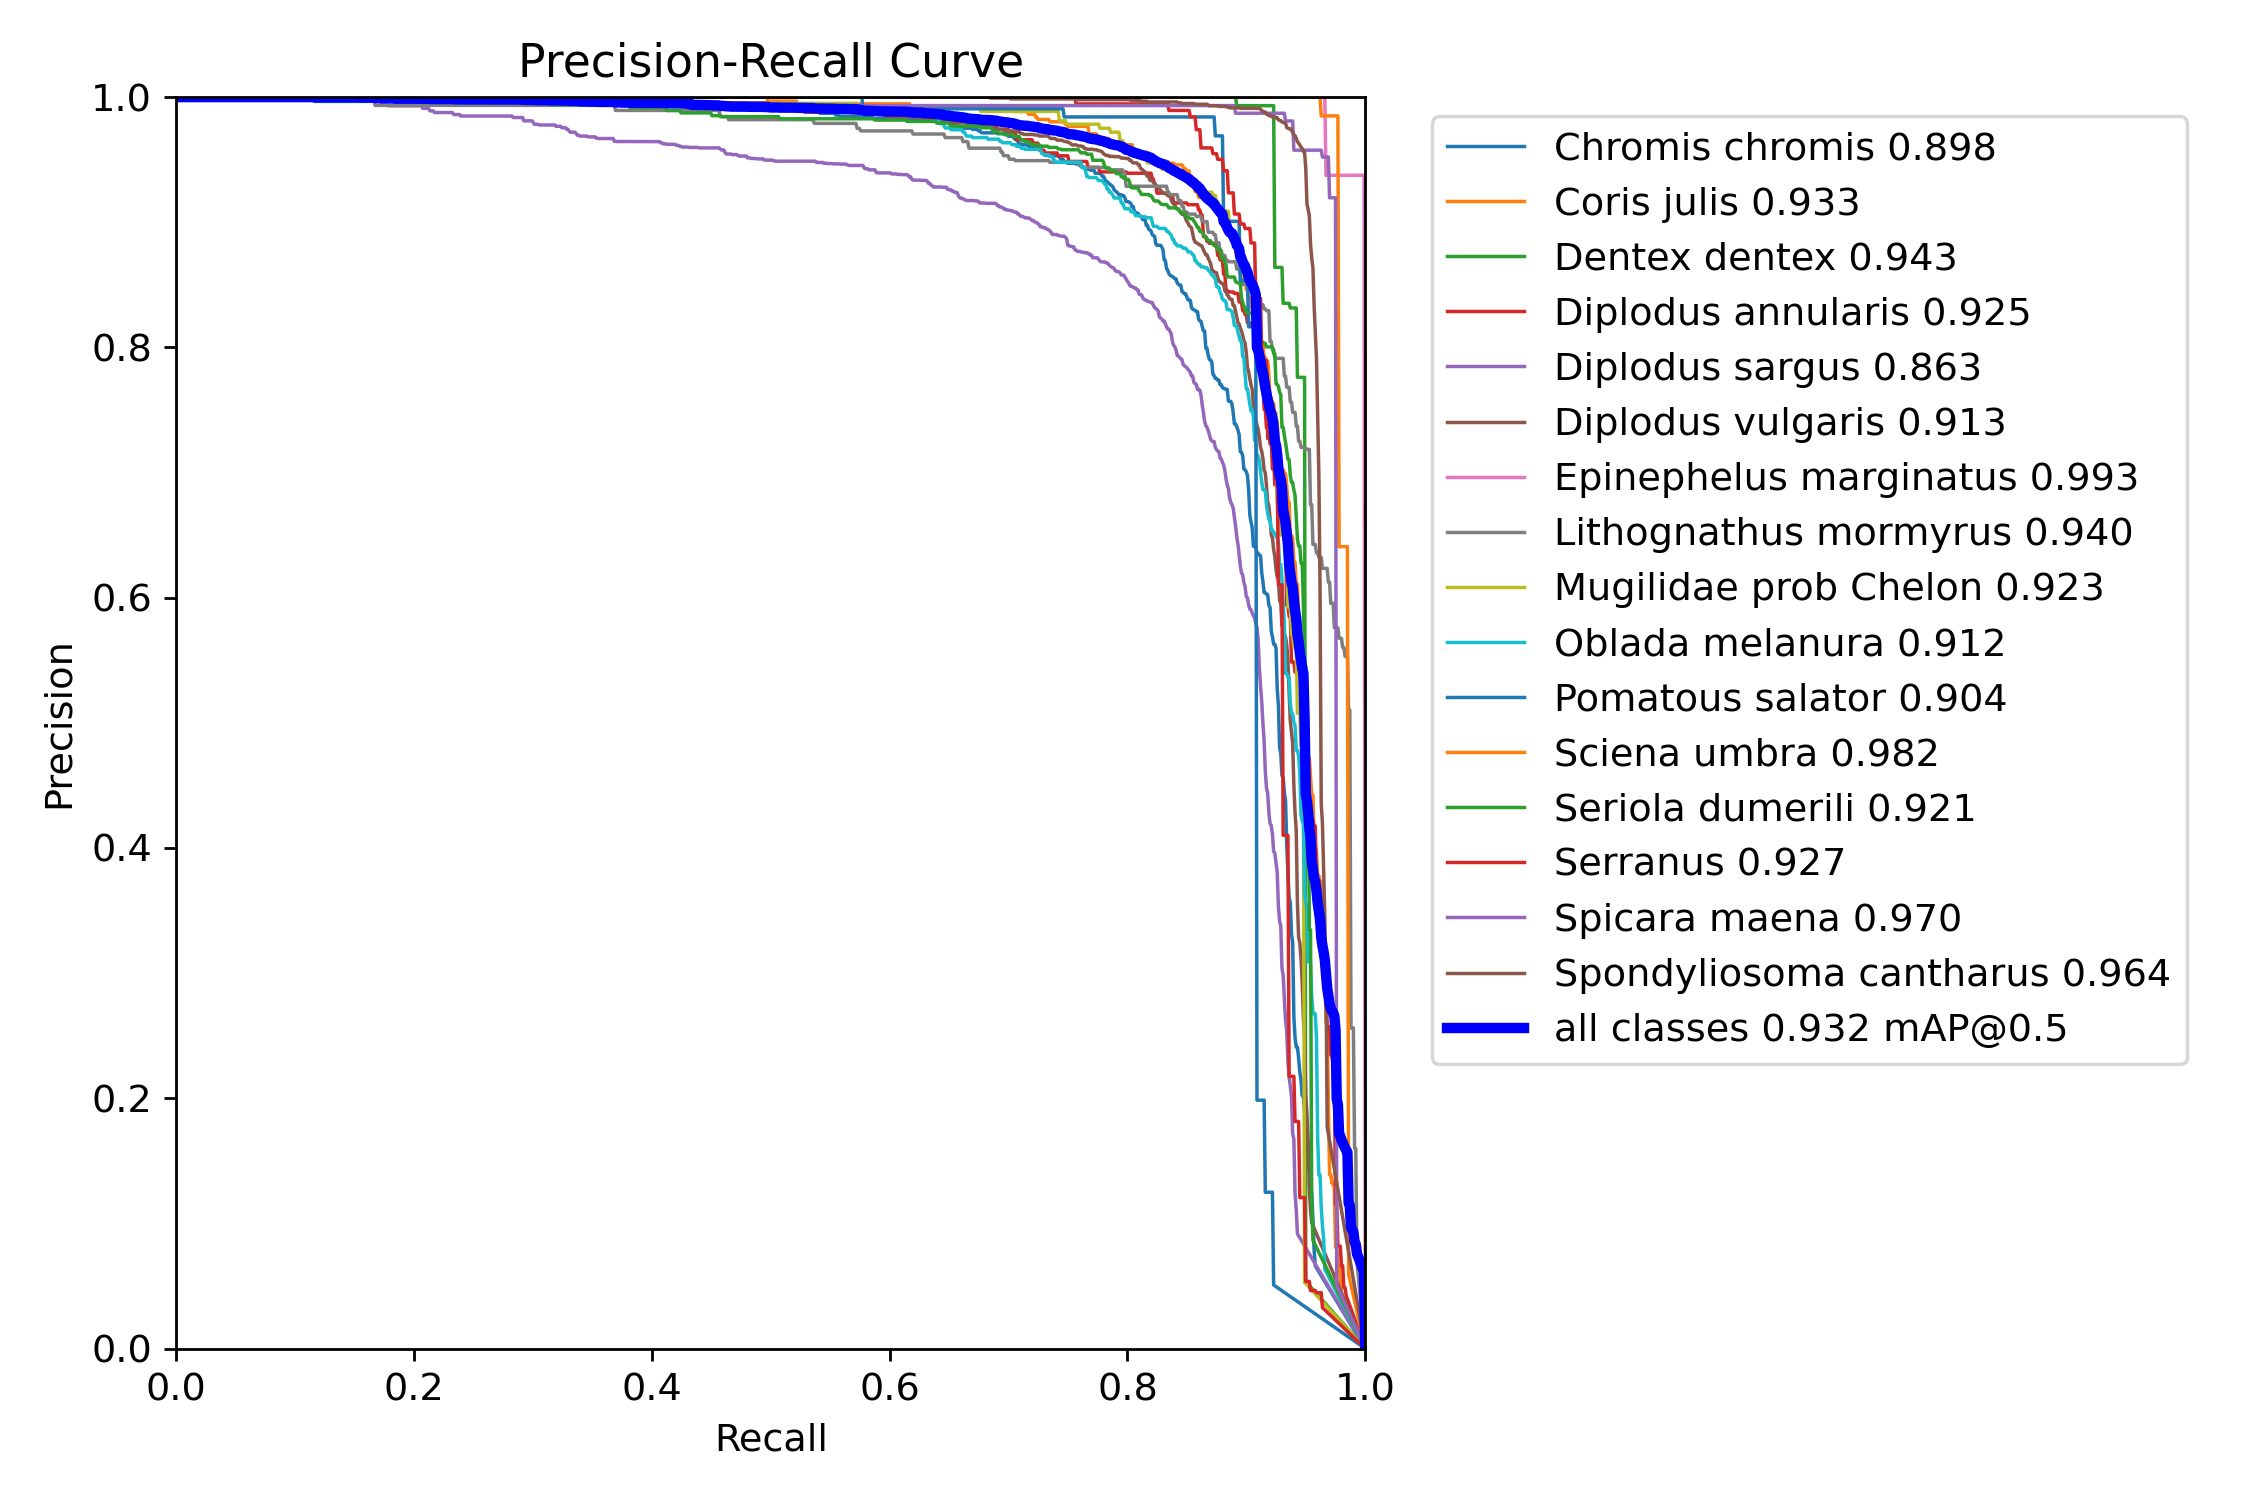 Precision-Recall Curve
1.0
0.8
0.6
0.4
0.2
0.0
Precision
0.0 0.2 0.4 0.6 0.8 1.0
Recall
Chromis chromis 0.898
Coris julis 0.933
Dentex dentex 0.943
Diplodus annularis 0.925
Diplodus sargus 0.863
Diplodus vulgaris 0.913
Epinephelus marginatus 0.993
Lithognathus mormyrus 0.940
Mugilidae prob Chelon 0.923
Oblada melanura 0.912
Pomatous salator 0.904
Sciena umbra 0.982
Seriola dumerili 0.921
Serranus 0.927
Spicara maena 0.970
Spondyliosoma cantharus 0.964
all classes 0.932 mAP@0.5